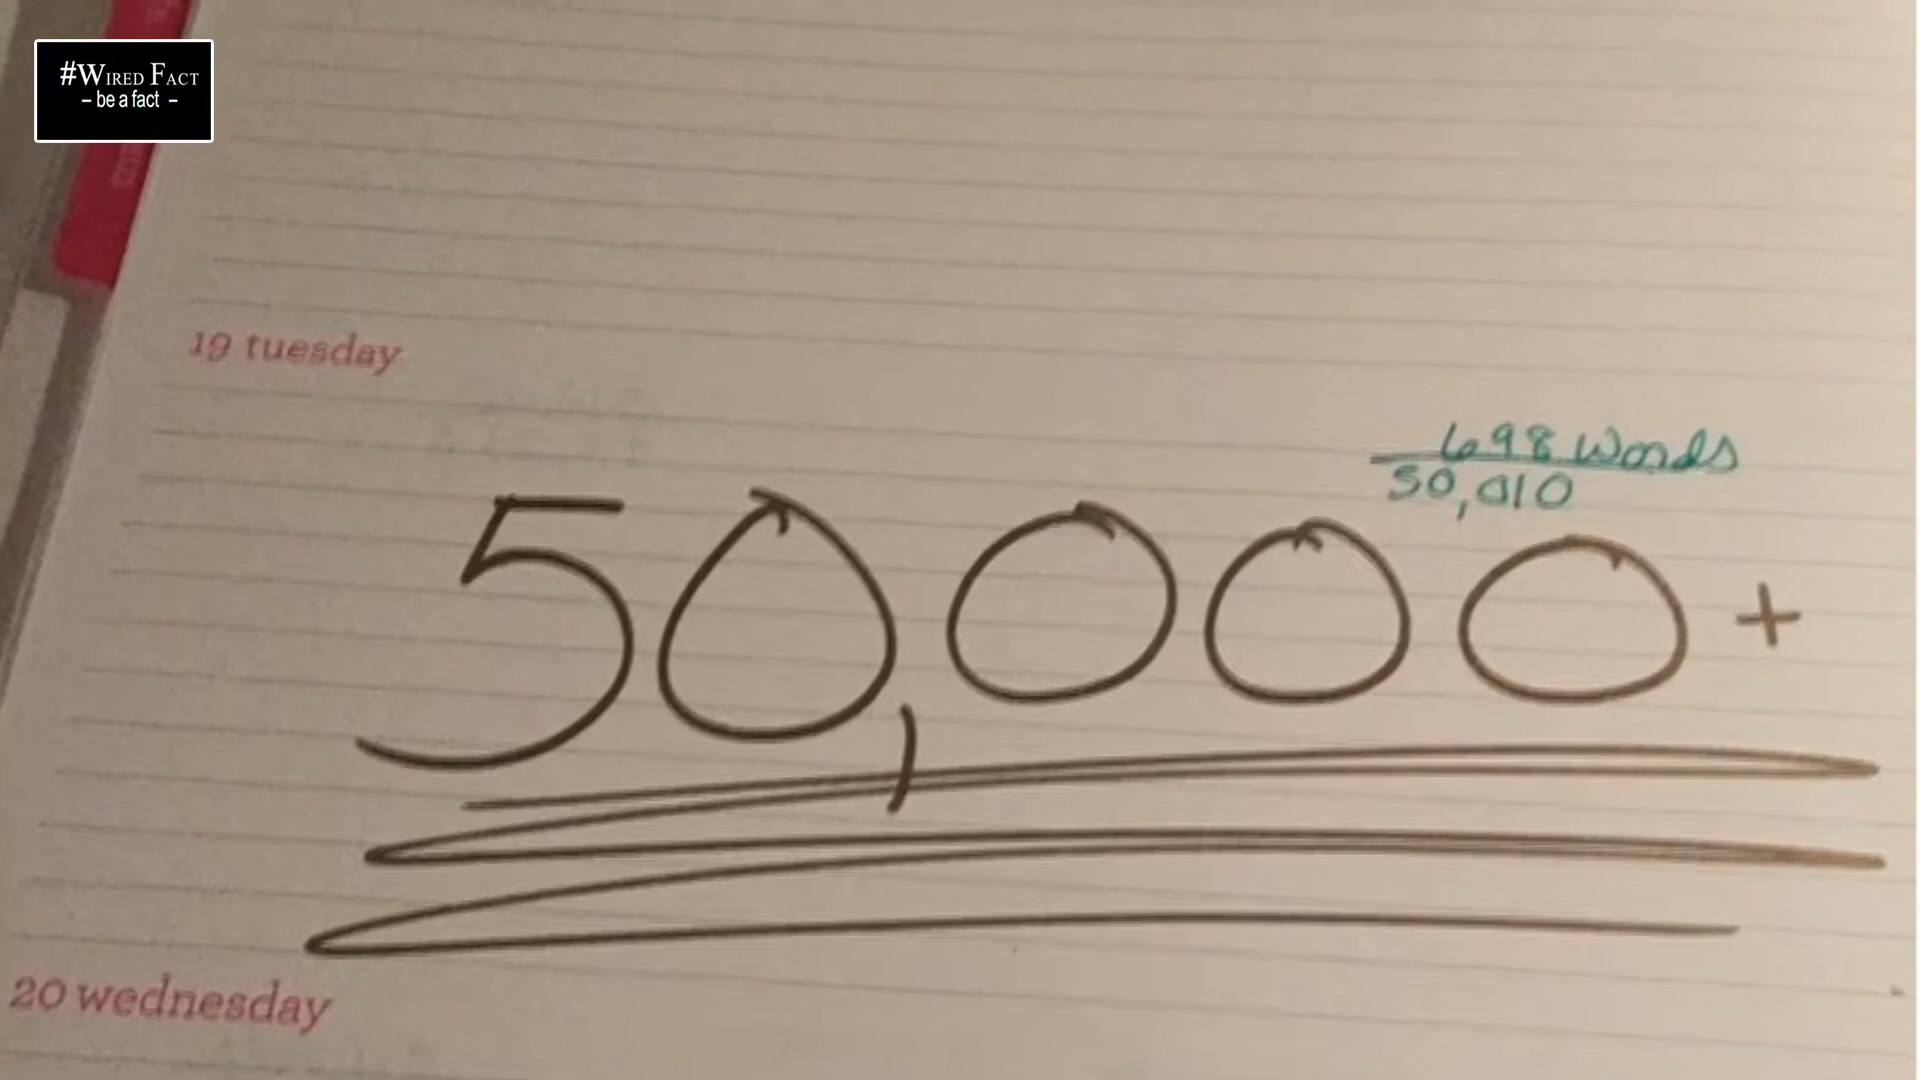 #WIRED FACT
– be a fact –
19 tuesday
698 words
50,010
50,000+
20 wednesday